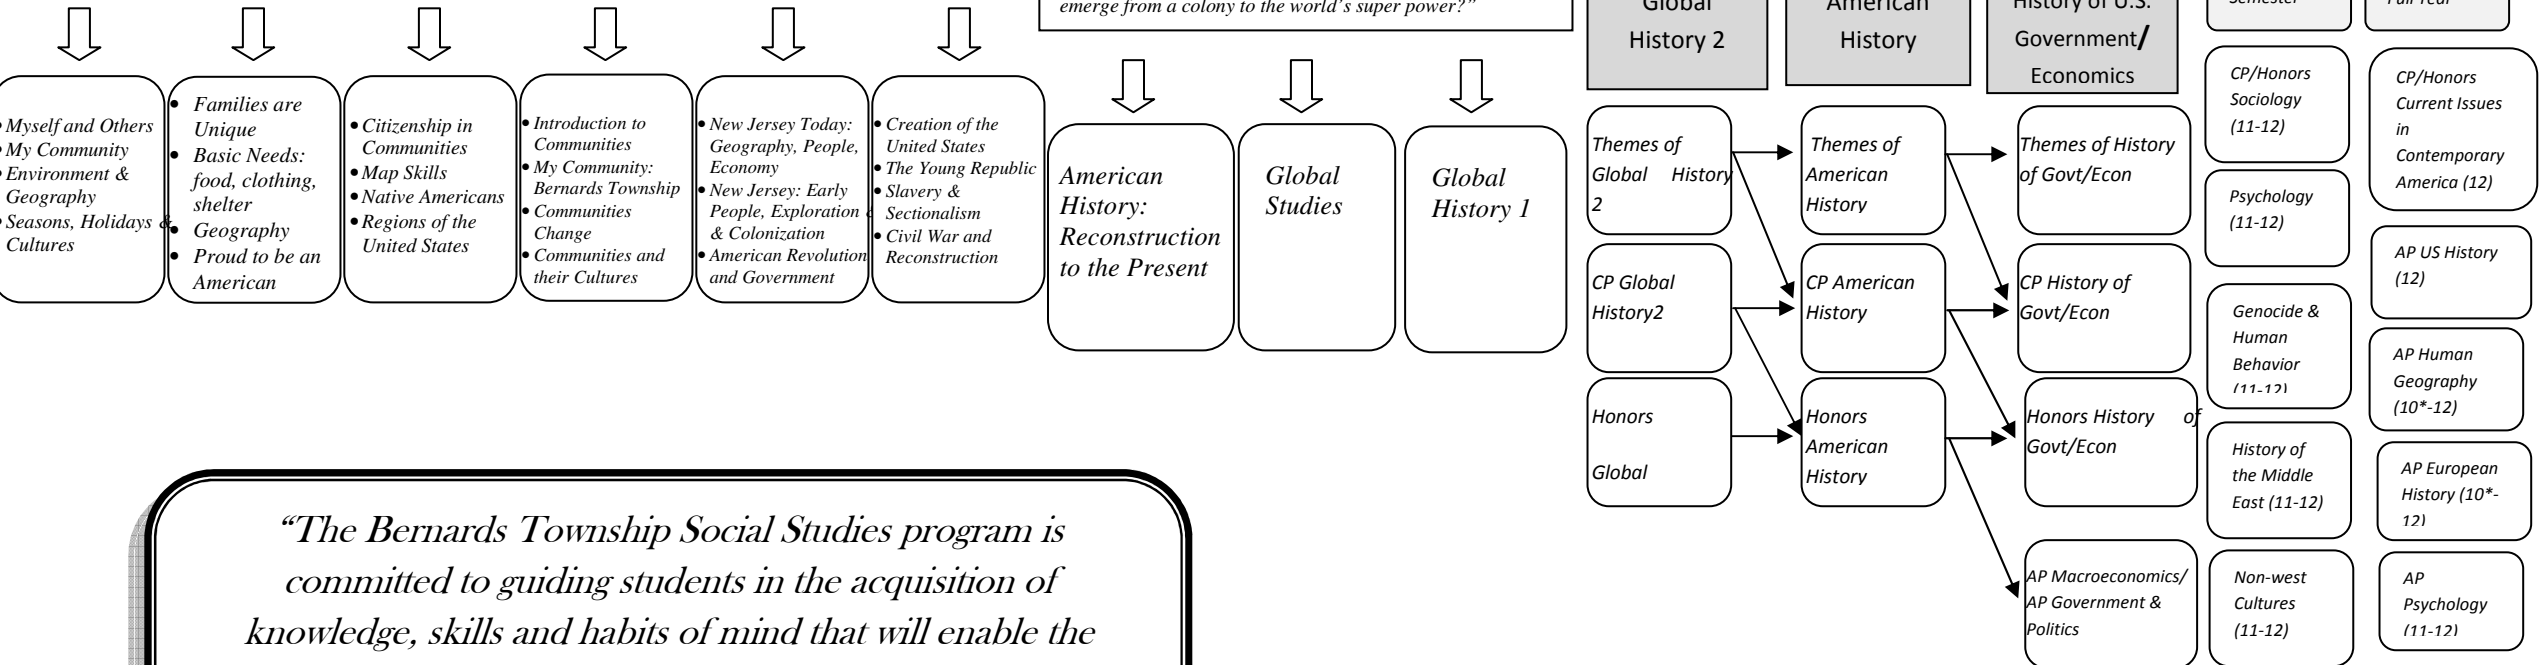 emerge from a colony to the world's super power?"
Global
History 2
American
History
History of U.S.
Government/
Economics
Semester
Full Year
• Myself and Others
• My Community
• Environment &
Geography
• Seasons, Holidays &
Cultures
• Families are
Unique
• Basic Needs:
food, clothing,
shelter
• Geography
• Proud to be an
American
• Citizenship in
Communities
• Map Skills
• Native Americans
• Regions of the
United States
• Introduction to
Communities
• My Community:
Bernards Township
• Communities
Change
• Communities and
their Cultures
• New Jersey Today:
Geography, People,
Economy
• New Jersey: Early
People, Exploration &
& Colonization
• American Revolution
and Government
• Creation of the
United States
• The Young Republic
• Slavery &
Sectionalism
• Civil War and
Reconstruction
American
History:
Reconstruction
to the Present
Global
Studies
Global
History 1
Themes of
Global History
2
CP Global
History2
Honors
Global
Themes of
American
History
CP American
History
Honors
American
History
Themes of History
of Govt/Econ
CP History of
Govt/Econ
Honors History of
Govt/Econ
AP Macroeconomics/
AP Government &
Politics
CP/Honors
Sociology
(11-12)
Psychology
(11-12)
Genocide &
Human
Behavior
(11-12)
History of
the Middle
East (11-12)
Non-west
Cultures
(11-12)
CP/Honors
Current Issues
in
Contemporary
America (12)
AP US History
(12)
AP Human
Geography
(10*-12)
AP European
History (10*-
12)
AP
Psychology
(11-12)
"The Bernards Township Social Studies program is
committed to guiding students in the acquisition of
knowledge, skills and habits of mind that will enable the